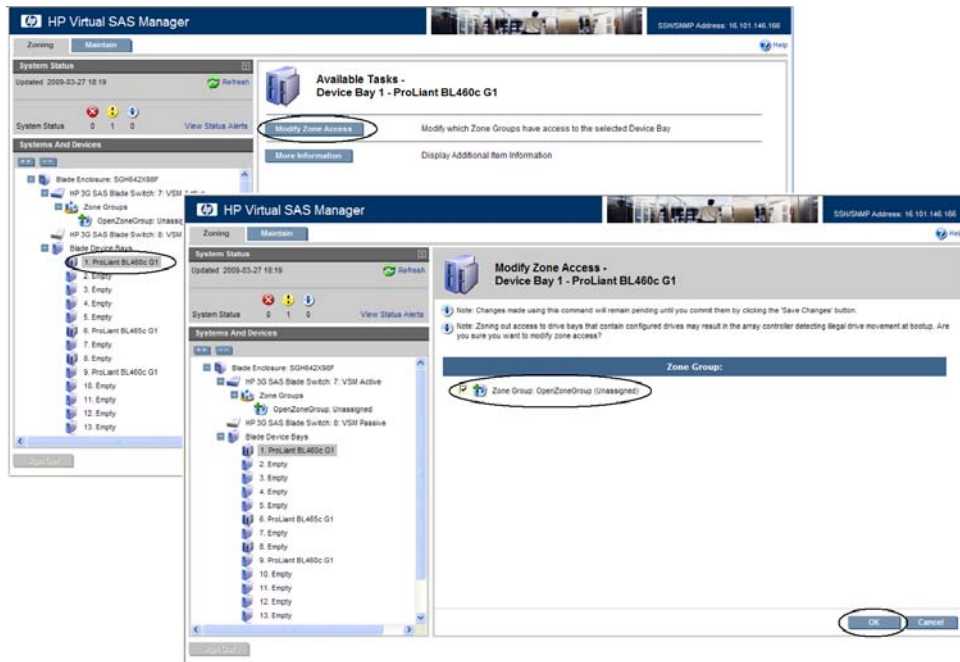 HP Virtual SAS Manager
SSH/SNMP Address: 16.101.146.166
Zoning
Maintain
Help
System Status
Updated 2009-03-27 18:19
Refresh
System Status 0 1 0 View Status Alerts
Systems And Devices
Blade Enclosure: SGH642X98F
HP 3G SAS Blade Switch: 7: VSM Active
Zone Groups
OpenZoneGroup: Unassig
HP 3G SAS Blade Switch: 8: VSM
Blade Device Bays
1. ProLiant BL460c G1
2. Empty
3. Empty
4. Empty
5. Empty
6. ProLiant BL465c G1
7. Empty
8. Empty
9. ProLiant BL460c G1
10. Empty
11. Empty
12. Empty
13. Empty
Sign Out
Available Tasks -
Device Bay 1 - ProLiant BL460c G1
Modify Zone Access
Modify which Zone Groups have access to the selected Device Bay
More Information
Display Additional Item Information
HP Virtual SAS Manager
SSH/SNMP Address: 16.101.146.166
Zoning
Maintain
Help
System Status
Updated 2009-03-27 18:19
Refresh
System Status 0 1 0 View Status Alerts
Systems And Devices
Blade Enclosure: SGH642X98F
HP 3G SAS Blade Switch: 7: VSM Active
Zone Groups
OpenZoneGroup: Unassigned
HP 3G SAS Blade Switch: 8: VSM Passive
Blade Device Bays
1. ProLiant BL460c G1
2. Empty
3. Empty
4. Empty
5. Empty
6. ProLiant BL465c G1
7. Empty
8. Empty
9. ProLiant BL460c G1
10. Empty
11. Empty
12. Empty
13. Empty
Sign Out
Modify Zone Access -
Device Bay 1 - ProLiant BL460c G1
Note: Changes made using this command will remain pending until you commit them by clicking the 'Save Changes' button.
Note: Zoning out access to drive bays that contain configured drives may result in the array controller detecting illegal drive movement at bootup. Are
you sure you want to modify zone access?
Zone Group:
Zone Group: OpenZoneGroup (Unassigned)
OK
Cancel